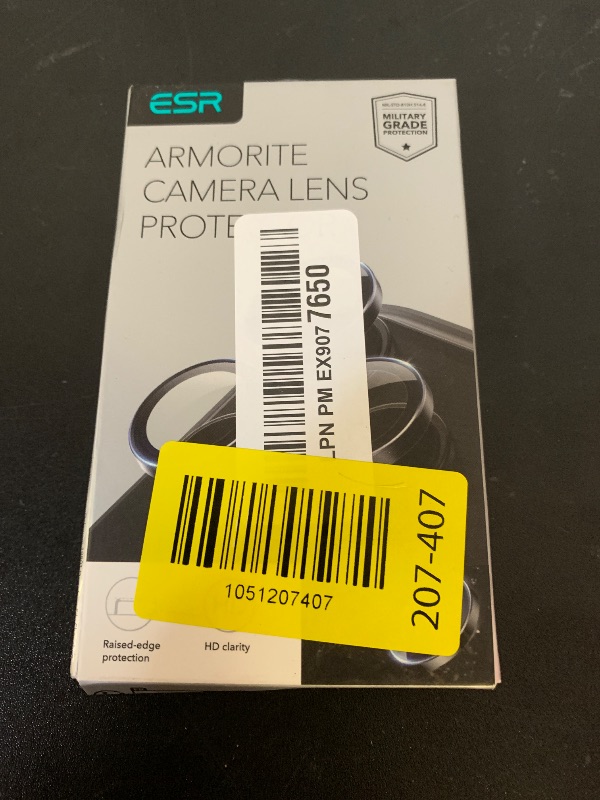 ESR
MILITARY
GRADE
PROTECTION
ARMORITE
CAMERA LENS
PROTE
LPN PM EX907 7650
1051207407
207-407
Raised-edge
protection
HD clarity